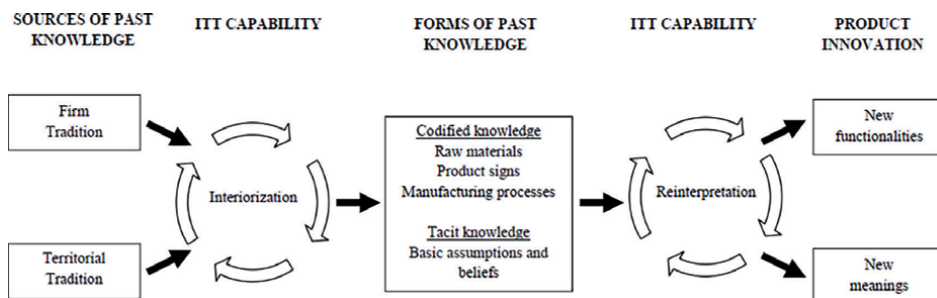 SOURCES OF PAST
KNOWLEDGE
ITT CAPABILITY
FORMS OF PAST
KNOWLEDGE
ITT CAPABILITY
PRODUCT
INNOVATION
Firm
Tradition
Territorial
Tradition
Interiorization
Codified knowledge
Raw materials
Product signs
Manufacturing processes
Tacit knowledge
Basic assumptions and
beliefs
Reinterpretation
New
functionalities
New
meanings